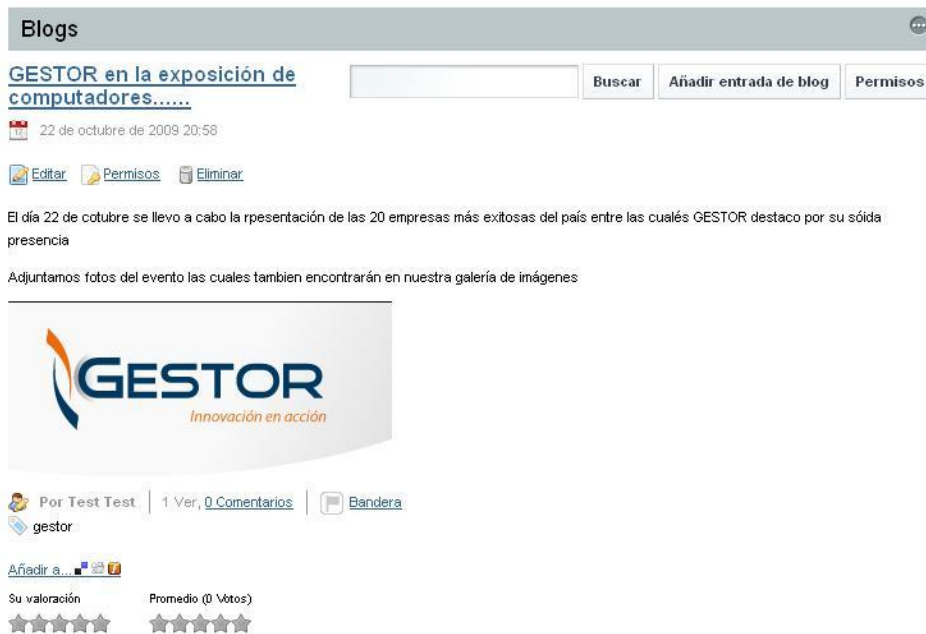 Blogs
GESTOR en la exposición de
computadores......
Buscar
Añadir entrada de blog
Permisos
22 de octubre de 2009 20:58
Editar Permisos Eliminar
El día 22 de cotubre se llevo a cabo la rpesentación de las 20 empresas más exitosas del país entre las cualés GESTOR destaco por su sóida
presencia
Adjuntamos fotos del evento las cuales tambien encontrarán en nuestra galería de imágenes
GESTOR
Innovación en acción
Por Test Test 1 Ver, 0 Comentarios Bandera
gestor
Añadir a...
Su valoración Promedio (0 Votos)